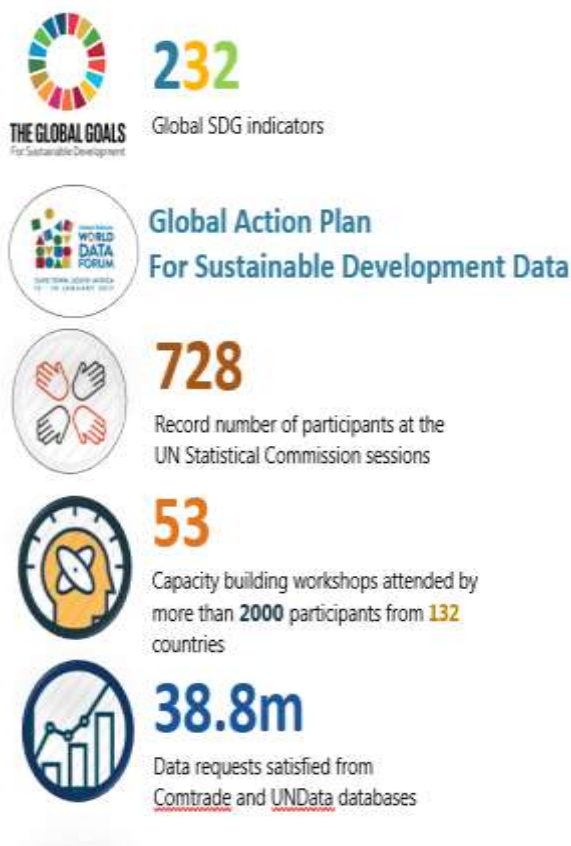 232
THE GLOBAL GOALS
For Sustainable Development
Global SDG indicators
WORLD
DATA
FORUM
Global Action Plan
For Sustainable Development Data
728
Record number of participants at the
UN Statistical Commission sessions
53
Capacity building workshops attended by
more than 2000 participants from 132
countries
38.8m
Data requests satisfied from
Comtrade and UNData databases